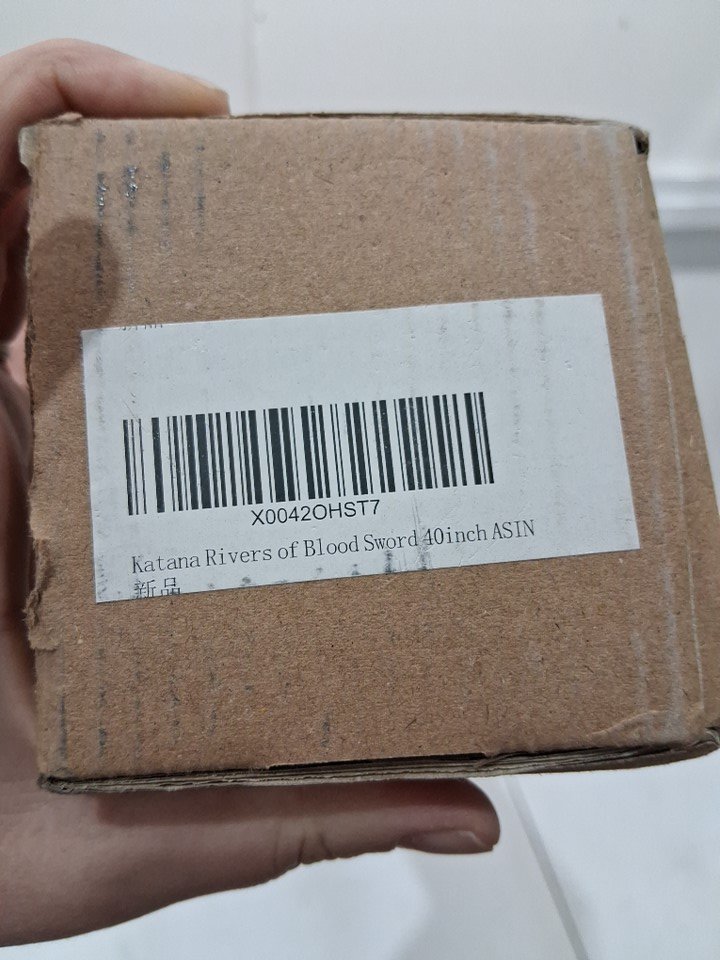 X0042OHST7
Katana Rivers of Blood Sword 40inch ASIN
新品